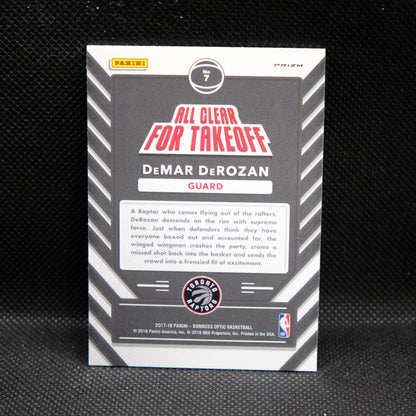 PANINI
No
7
PRIZM
ALL CLEAR
FOR TAKEOFF
DEMAR DEROZAN
GUARD
A Raptor who comes flying out of the rafters,
DeRozan descends on the rim with supreme
force. Just when defenders think they have
everyone boxed out and accounted for, the
winged wingman crashes the party, crams a
missed shot back into the basket and sends the
crowd into a frenzied fit of excitement.
TORONTO
RAPTORS
2017-18 PANINI - DONRUSS OPTIC BASKETBALL
© 2018 Panini America, Inc. © 2018 NBA Properties, Inc. Printed in the USA.
NBA